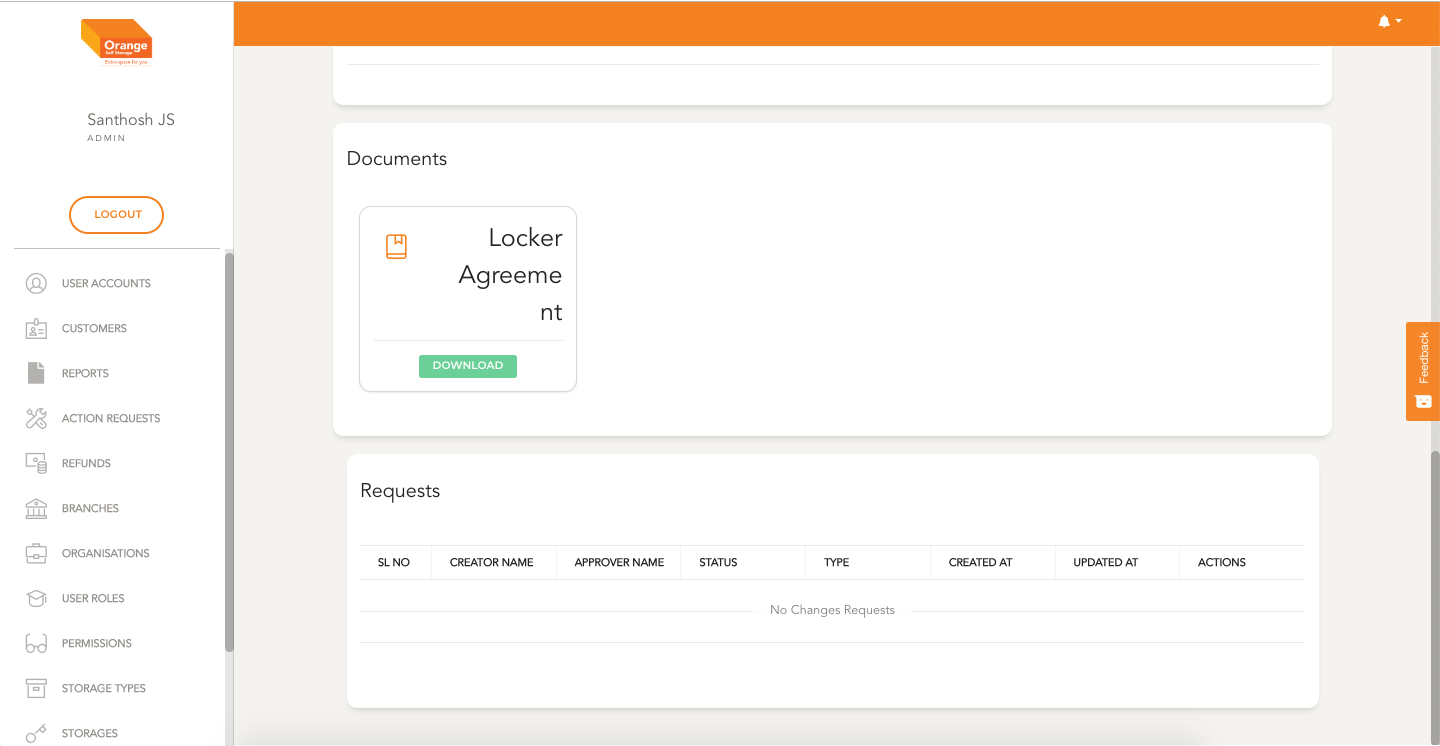 Orange
Self Storage
Extra space for you
Santhosh JS
ADMIN
LOGOUT
USER ACCOUNTS
CUSTOMERS
REPORTS
ACTION REQUESTS
REFUNDS
BRANCHES
ORGANISATIONS
USER ROLES
PERMISSIONS
STORAGE TYPES
STORAGES
Documents
Locker
Agreeme
nt
DOWNLOAD
Requests
SL NO CREATOR NAME APPROVER NAME STATUS TYPE CREATED AT UPDATED AT ACTIONS
No Changes Requests
Feedback